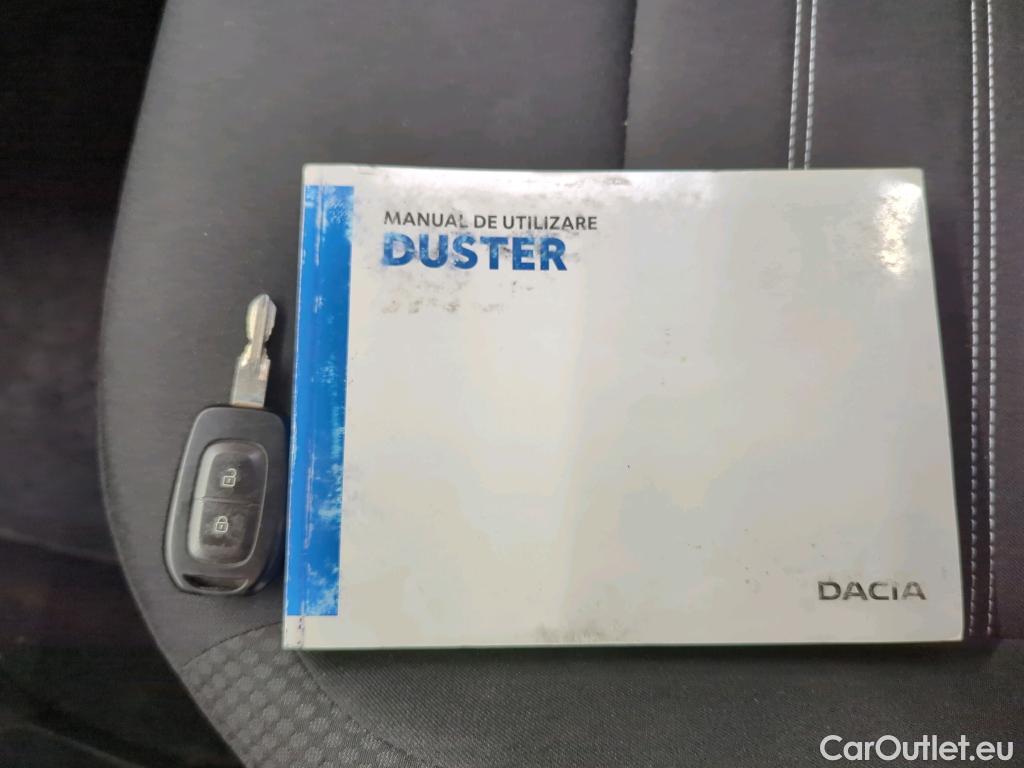 MANUAL DE UTILIZARE
DUSTER
DACIA
CarOutlet.eu